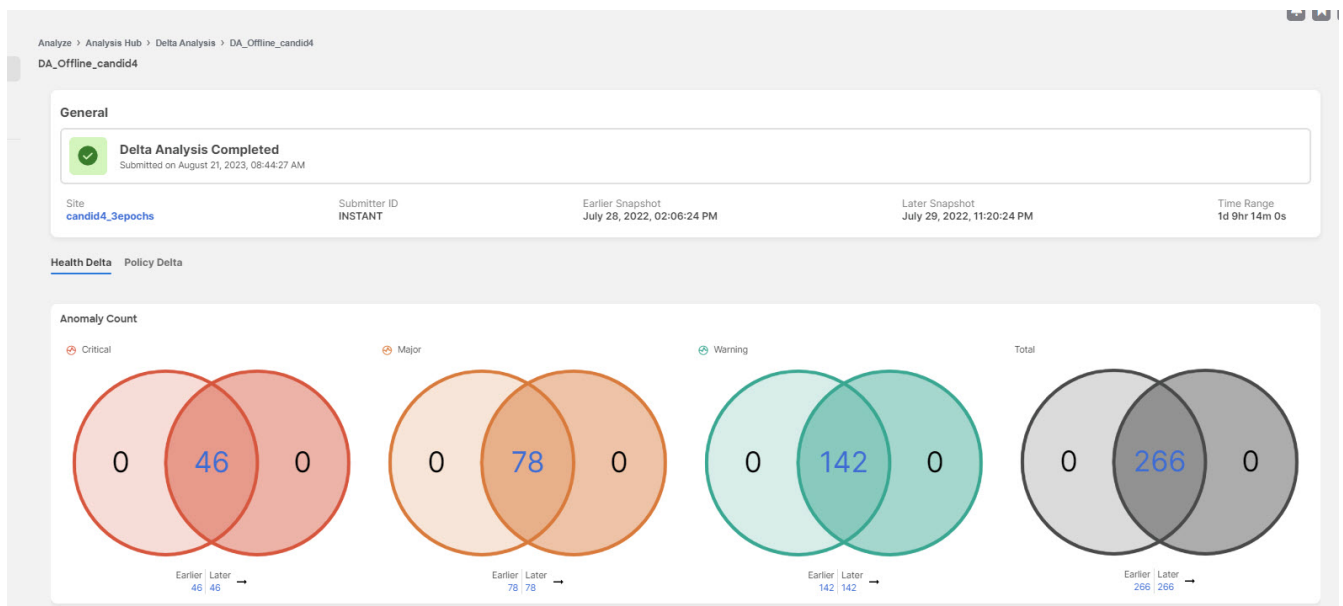 Analyze > Analysis Hub > Delta Analysis > DA_Offline_candid4
DA_Offline_candid4
General
Delta Analysis Completed
Submitted on August 21, 2023, 08:44:27 AM
Site Submitter ID Earlier Snapshot Later Snapshot Time Range
candid4_3epochs INSTANT July 28, 2022, 02:06:24 PM July 29, 2022, 11:20:24 PM 1d 9hr 14m 0s
Health Delta Policy Delta
Anomaly Count
Critical Major Warning Total
0 46 0 0 78 0 0 142 0 0 266 0
Earlier Later → Earlier Later → Earlier Later → Earlier Later →
46 46 78 78 142 142 266 266